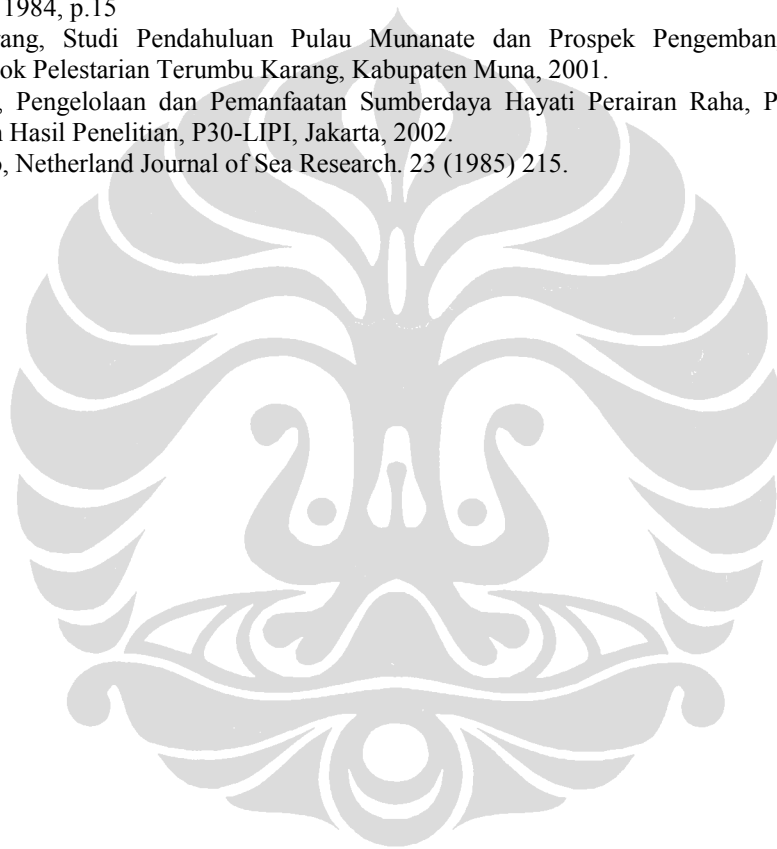 1984, p.15
rang, Studi Pendahuluan Pulau Munanate dan Prospek Pengemban
ok Pelestarian Terumbu Karang, Kabupaten Muna, 2001.
, Pengelolaan dan Pemanfaatan Sumberdaya Hayati Perairan Raha, P
n Hasil Penelitian, P30-LIPI, Jakarta, 2002.
, Netherland Journal of Sea Research. 23 (1985) 215.